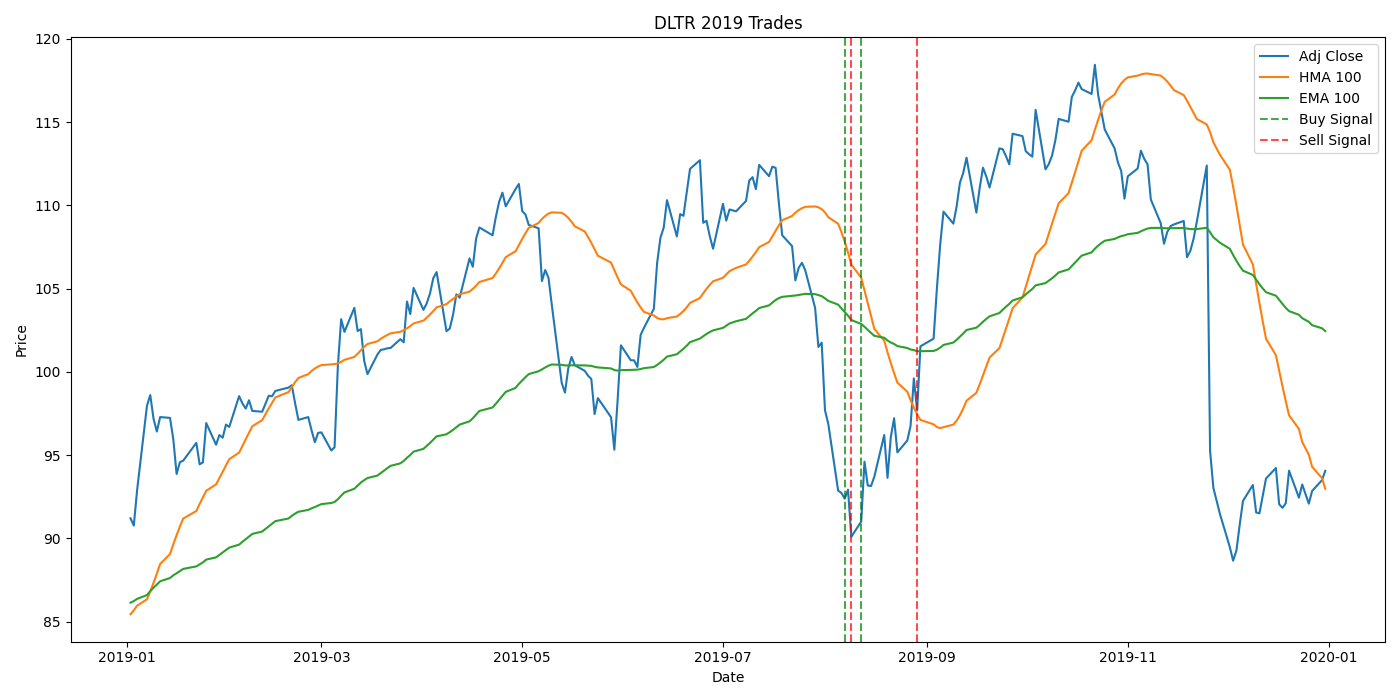 DLTR 2019 Trades
Adj Close
HMA 100
EMA 100
Buy Signal
Sell Signal
Price
120
115
110
105
100
95
90
85
2019-01
2019-03
2019-05
2019-07
2019-09
2019-11
2020-01
Date